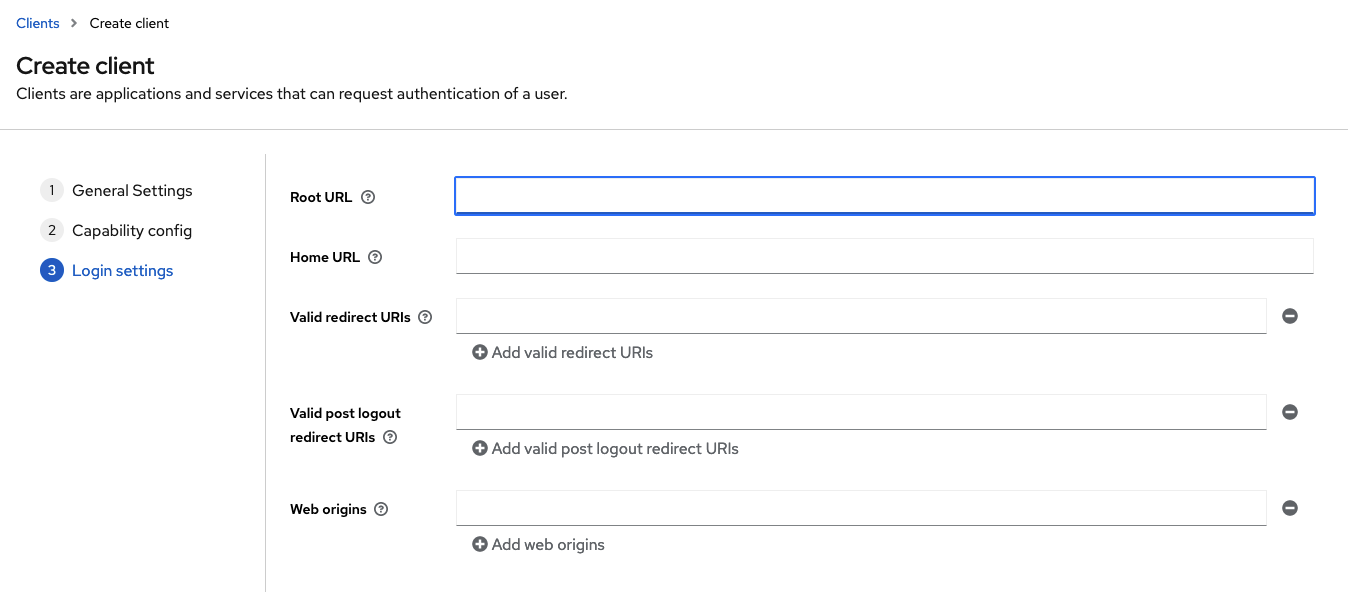 Clients > Create client
Create client
Clients are applications and services that can request authentication of a user.
1 General Settings
2 Capability config
3 Login settings
Root URL ?
Home URL ?
Valid redirect URIs ?
Add valid redirect URIs
Valid post logout
redirect URIs ?
Add valid post logout redirect URIs
Web origins ?
Add web origins